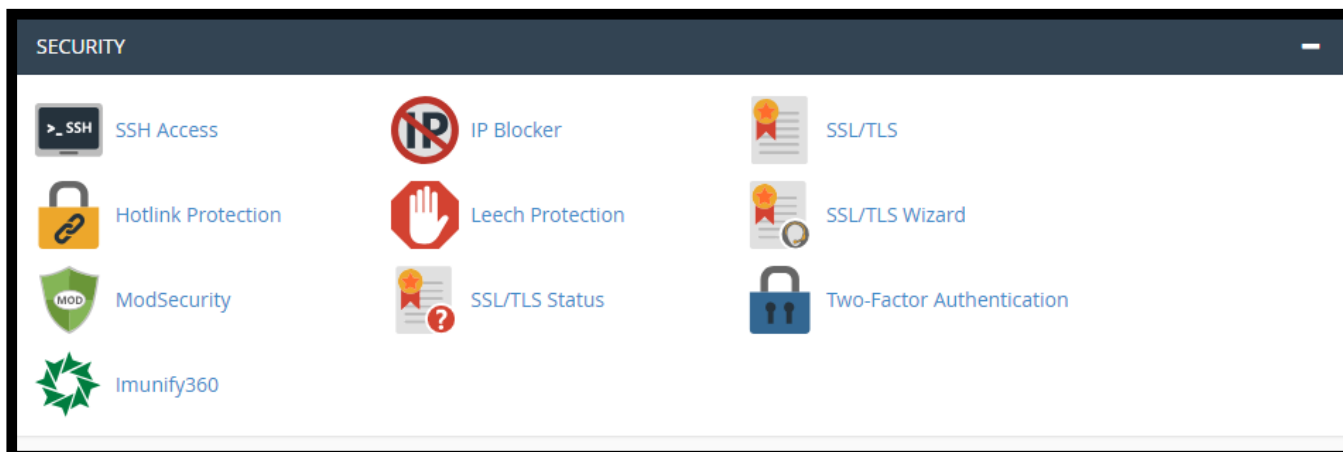 SECURITY
>_ SSH SSH Access IP IP Blocker SSL/TLS
Hotlink Protection Leech Protection SSL/TLS Wizard
MOD ModSecurity ? SSL/TLS Status Two-Factor Authentication
Imunify360